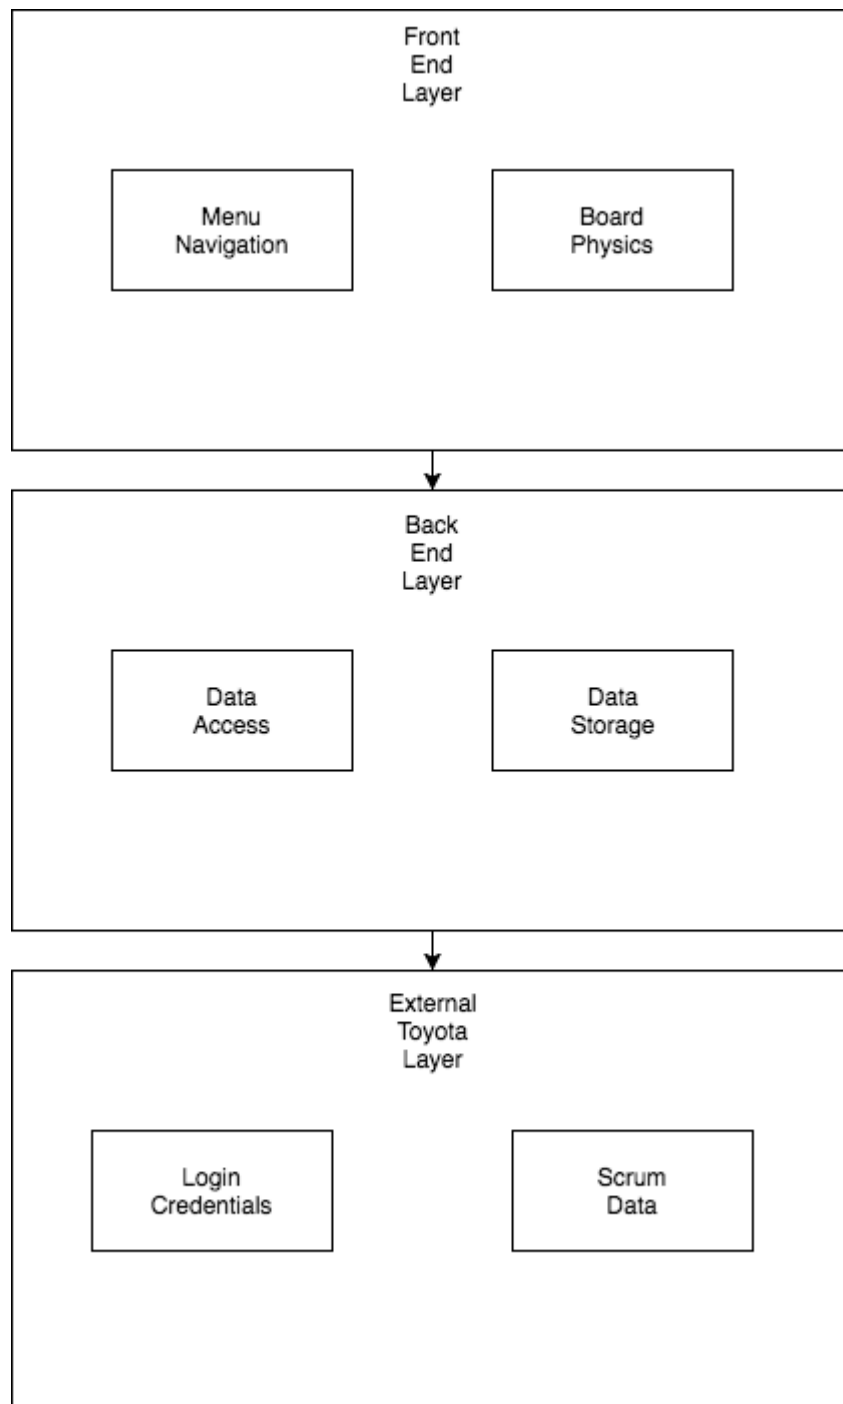 Front
End
Layer
Menu
Navigation
Board
Physics
Back
End
Layer
Data
Access
Data
Storage
External
Toyota
Layer
Login
Credentials
Scrum
Data